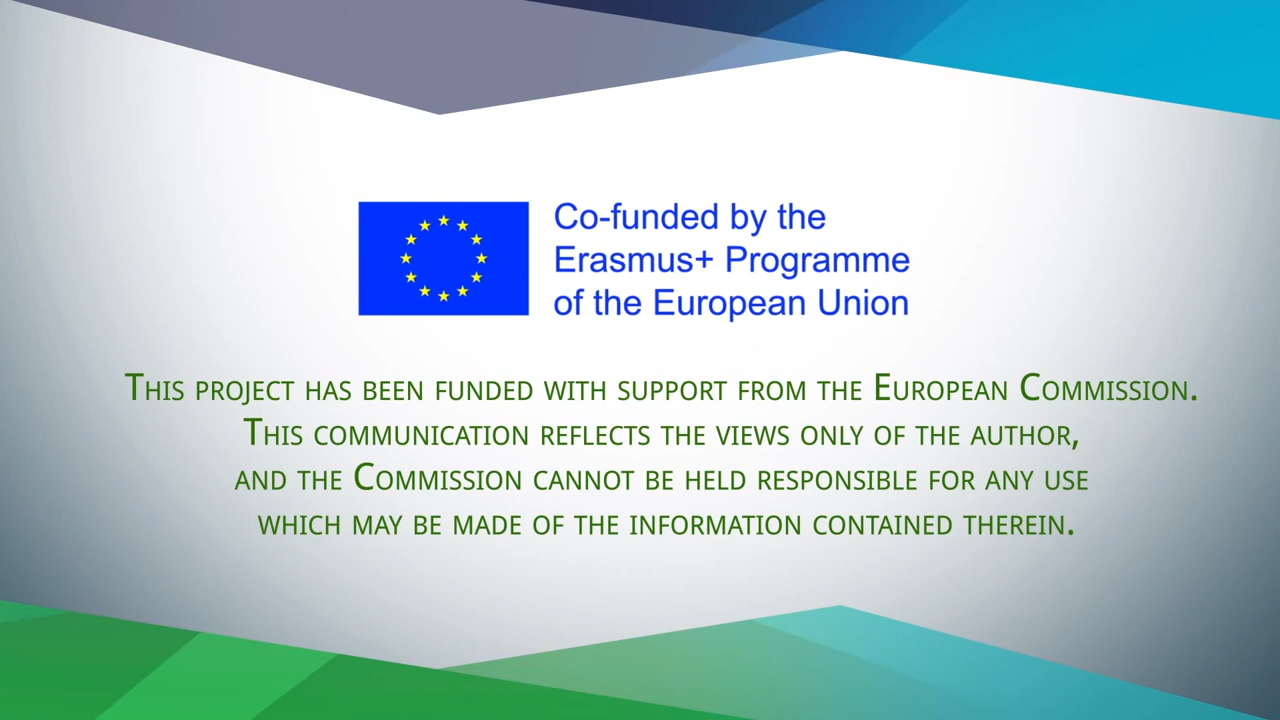 Co-funded by the
Erasmus+ Programme
of the European Union
This project has been funded with support from the European Commission.
This communication reflects the views only of the author,
and the Commission cannot be held responsible for any use
which may be made of the information contained therein.